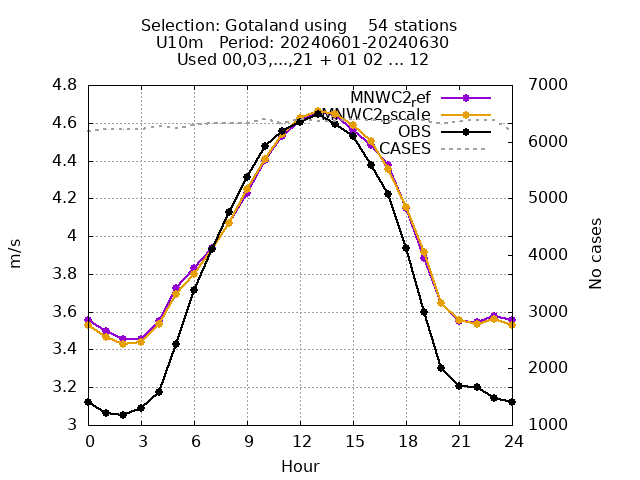 Selection: Gotaland using    54 stations
U10m   Period: 20240601-20240630
Used 00,03,...,21 + 01 02 ... 12
4.8
4.6
4.4
4.2
4
3.8
3.6
3.4
3.2
3
7000
6000
5000
4000
3000
2000
1000
MNWC2_ref
MNWC2_Bscale
OBS
CASES
m/s
No cases
0
3
6
9
12
15
18
21
24
Hour